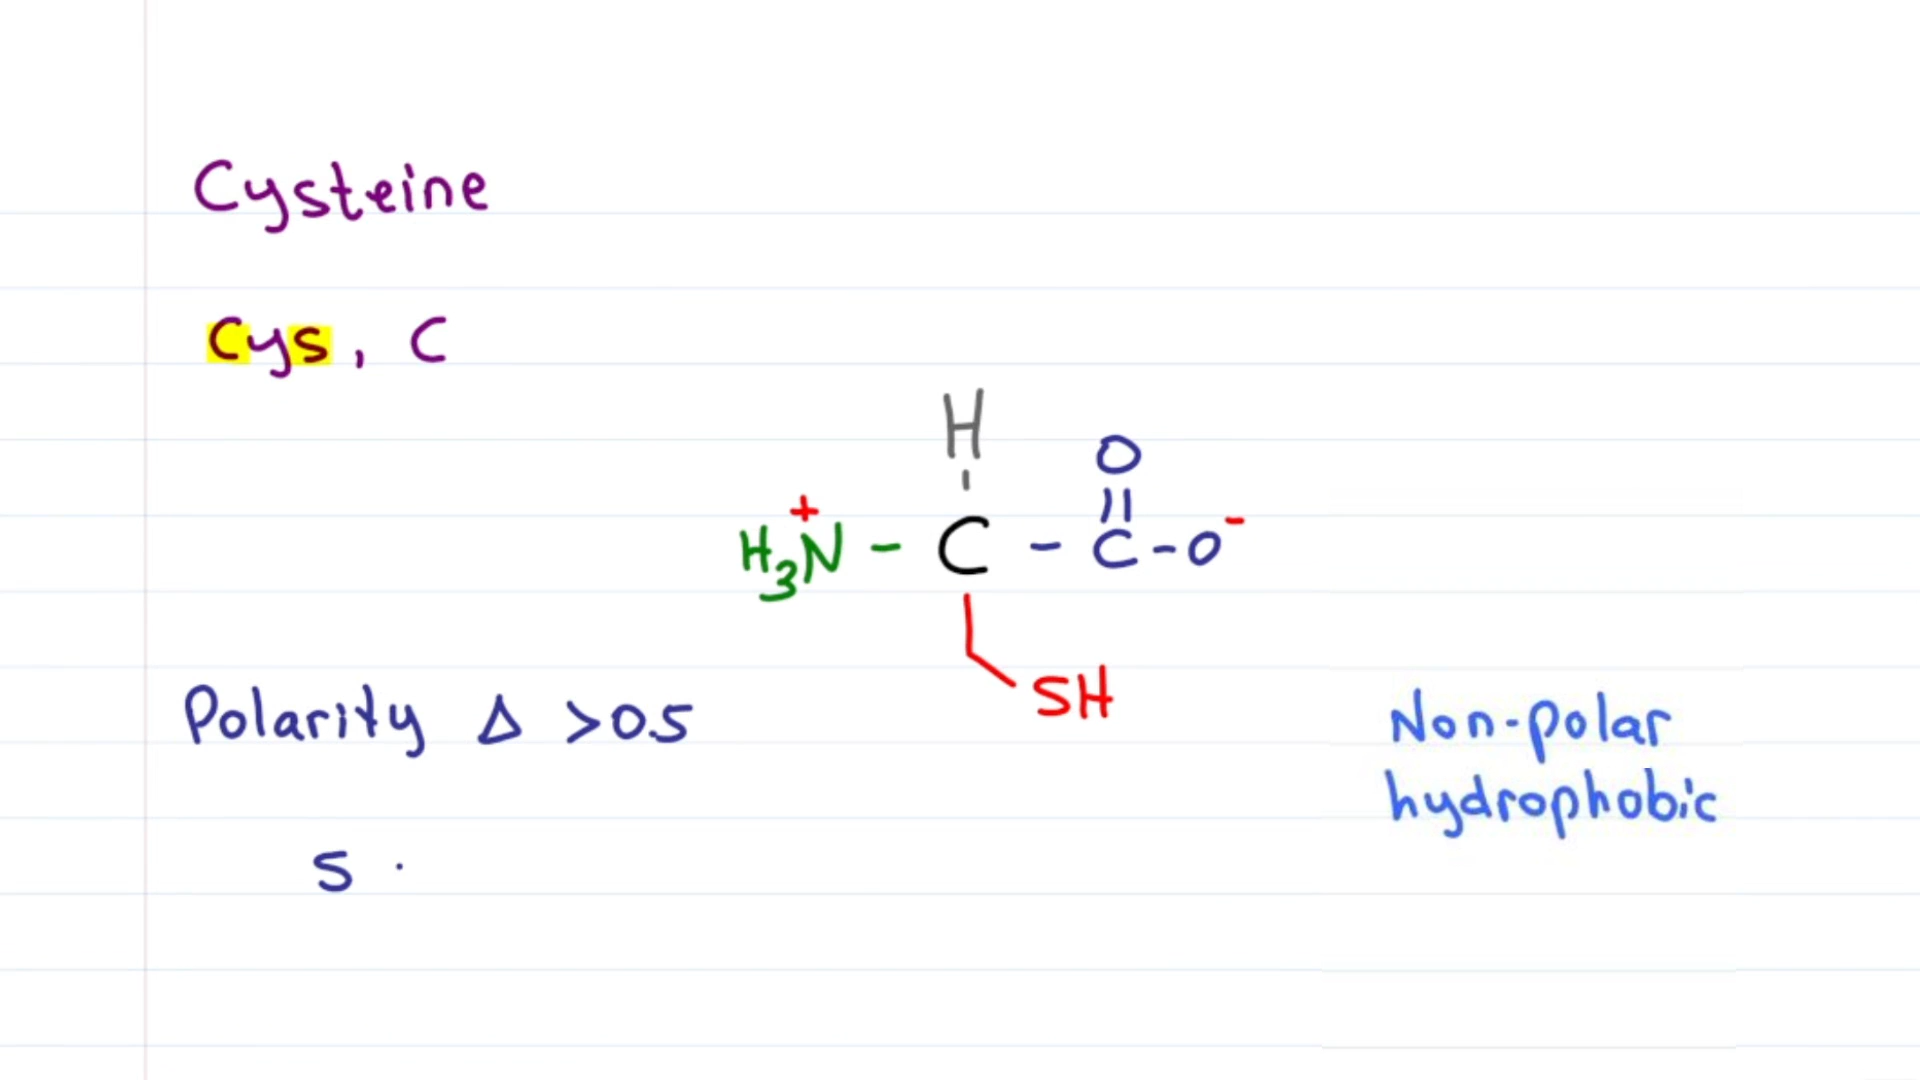 Cysteine
Cys, C
H
O
H3N+ - C - C - O-
SH
Polarity Δ >0.5
Non-polar
hydrophobic
S ·